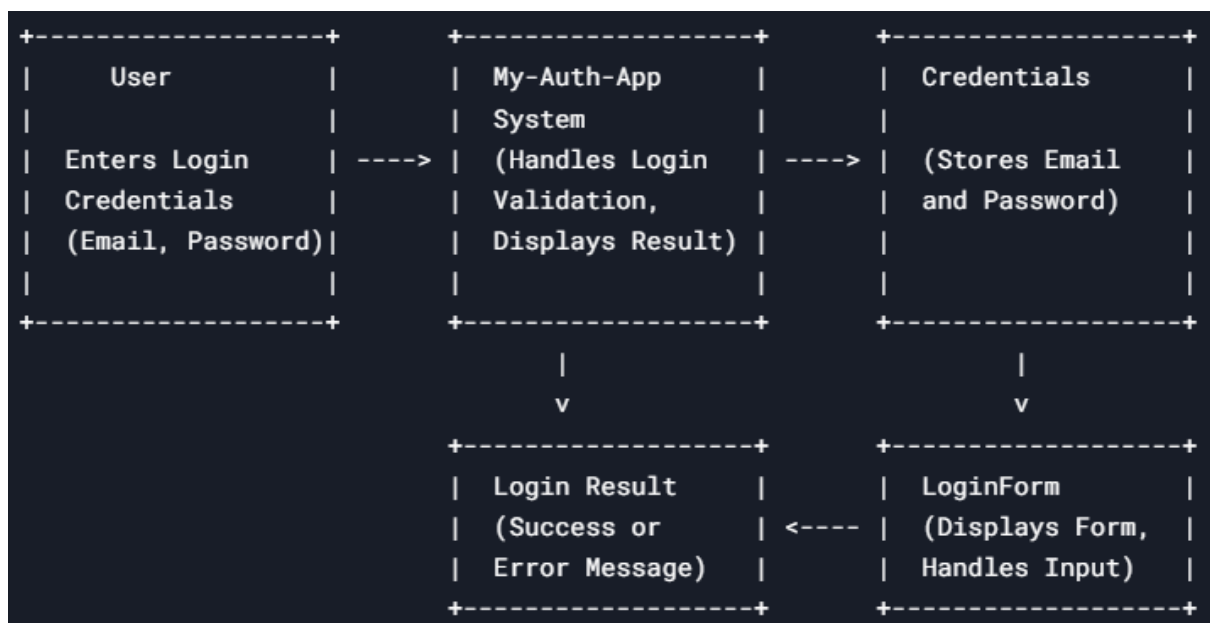 +-------------------+       +-------------------+       +-------------------+
|     User          |       |  My-Auth-App      |       |  Credentials      |
|                   |       |  System           |       |                   |
|  Enters Login     | ----> |  (Handles Login   | ----> |  (Stores Email    |
|  Credentials      |       |  Validation,      |       |  and Password)    |
|  (Email, Password)|       |  Displays Result) |       |                   |
|                   |       |                   |       |                   |
+-------------------+       +-------------------+       +-------------------+
                                   |                             |
                                   v                             v
                            +-------------------+       +-------------------+
                            |  Login Result     |       |  LoginForm        |
                            |  (Success or      | <---- |  (Displays Form,  |
                            |  Error Message)   |       |  Handles Input)   |
                            +-------------------+       +-------------------+